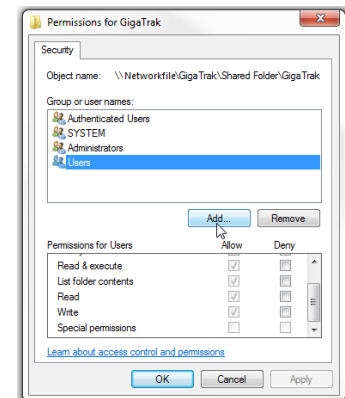 Permissions for GigaTrak
Security
Object name: \\Networkfile\GigaTrak\Shared Folder\GigaTrak
Group or user names:
Authenticated Users
SYSTEM
Administrators
Users
Add... Remove
Permissions for Users Allow Deny
Read & execute
List folder contents
Read
Write
Special permissions
Learn about access control and permissions
OK Cancel Apply